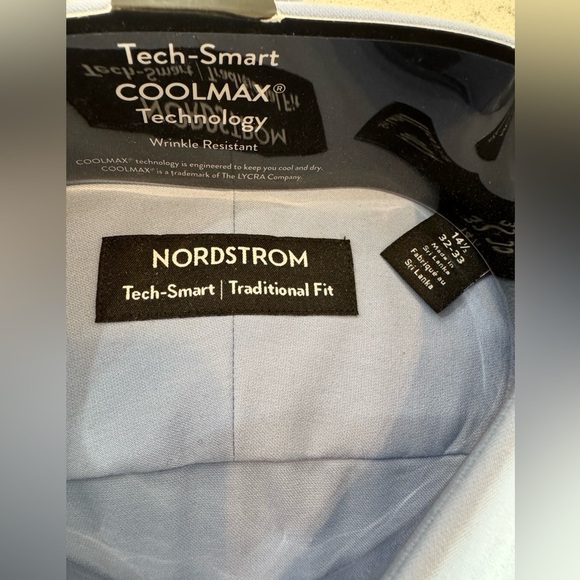 Tech-Smart
COOLMAX®
Technology
Wrinkle Resistant
COOLMAX® technology is engineered to keep you cool and dry.
COOLMAX® is a trademark of The LYCRA Company.
NORDSTROM
Tech-Smart | Traditional Fit
14½
32-33
Made in
Sri Lanka
Fabriqué au
Sri Lanka